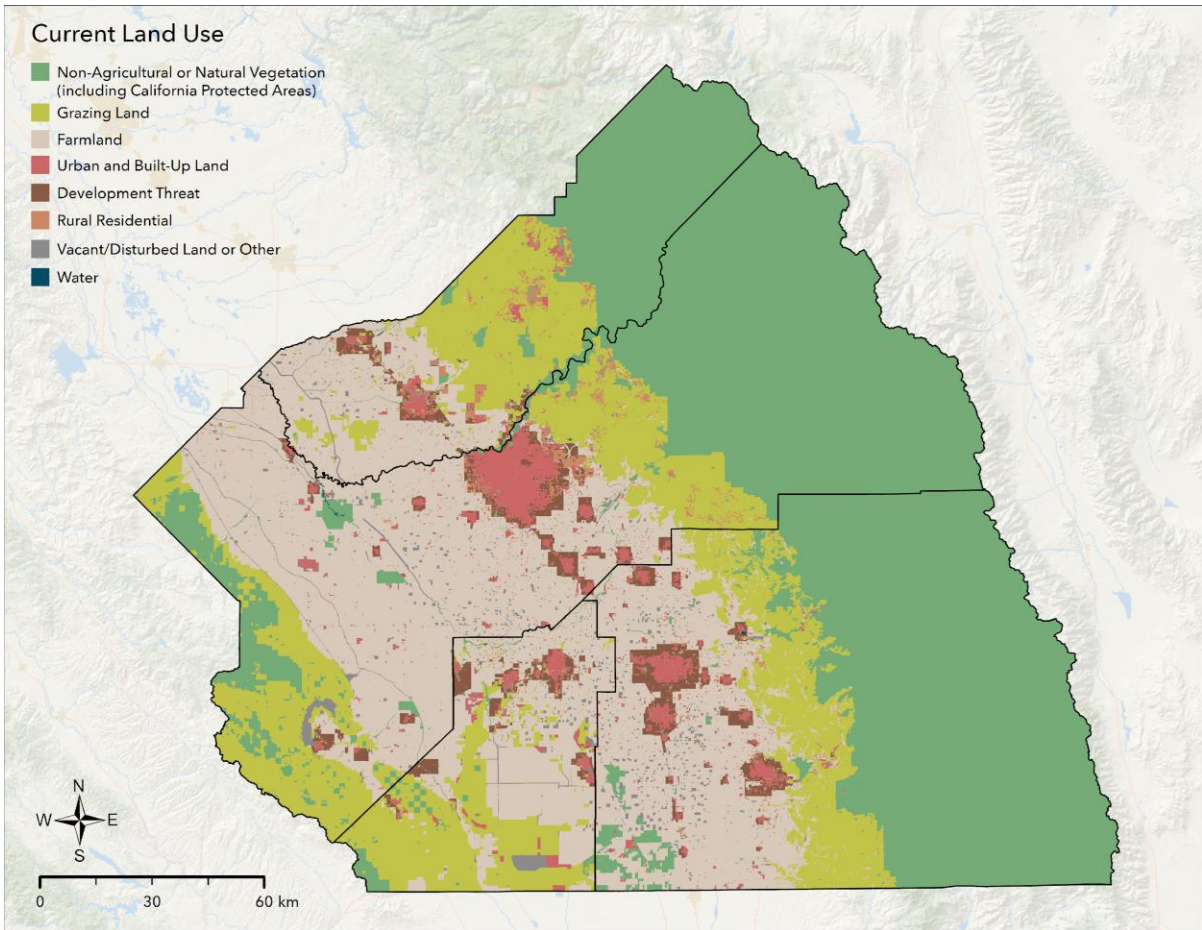 Current Land Use
Non-Agricultural or Natural Vegetation
(including California Protected Areas)
Grazing Land
Farmland
Urban and Built-Up Land
Development Threat
Rural Residential
Vacant/Disturbed Land or Other
Water
N
W E
S
0 30 60 km